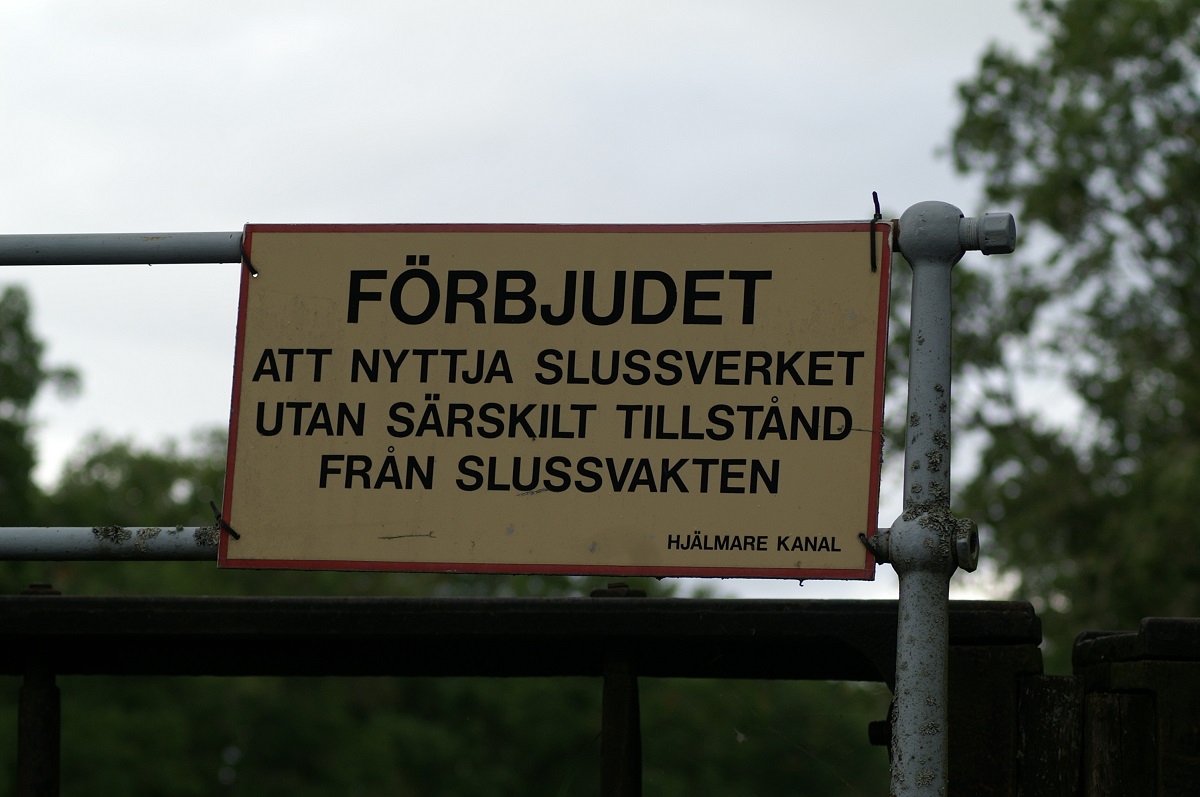 FÖRBJUDET
ATT NYTTJA SLUSSVERKET
UTAN SÄRSKILT TILLSTÅND
FRÅN SLUSSVAKTEN
HJÄLMARE KANAL